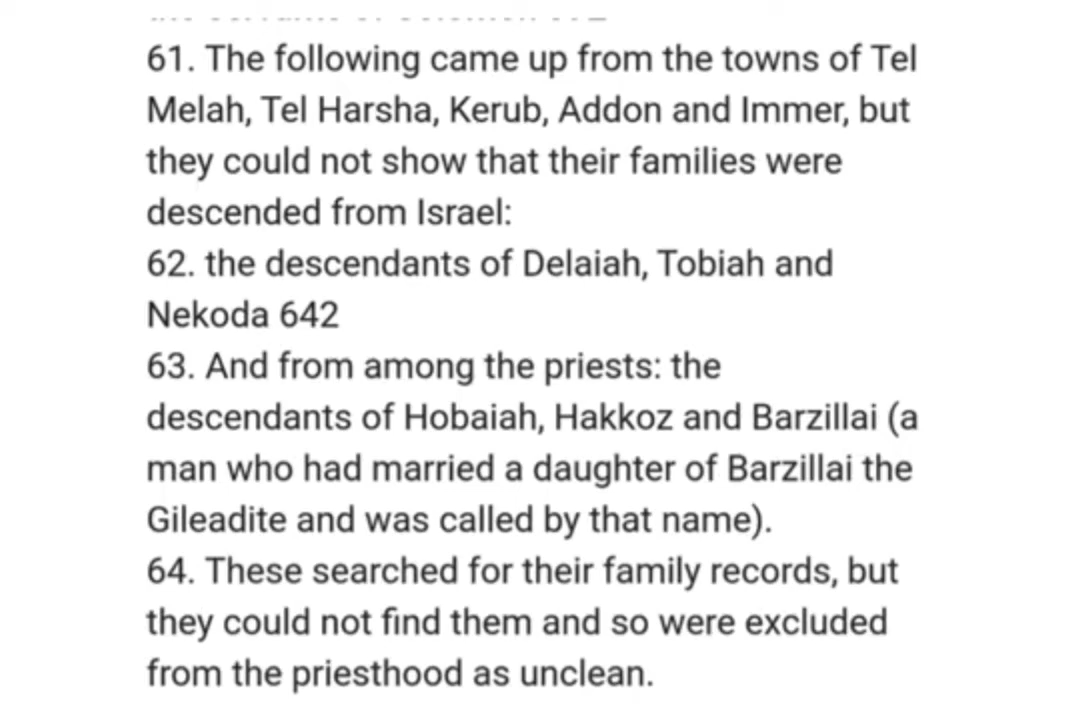 61. The following came up from the towns of Tel
Melah, Tel Harsha, Kerub, Addon and Immer, but
they could not show that their families were
descended from Israel:
62. the descendants of Delaiah, Tobiah and
Nekoda 642
63. And from among the priests: the
descendants of Hobaiah, Hakkoz and Barzillai (a
man who had married a daughter of Barzillai the
Gileadite and was called by that name).
64. These searched for their family records, but
they could not find them and so were excluded
from the priesthood as unclean.